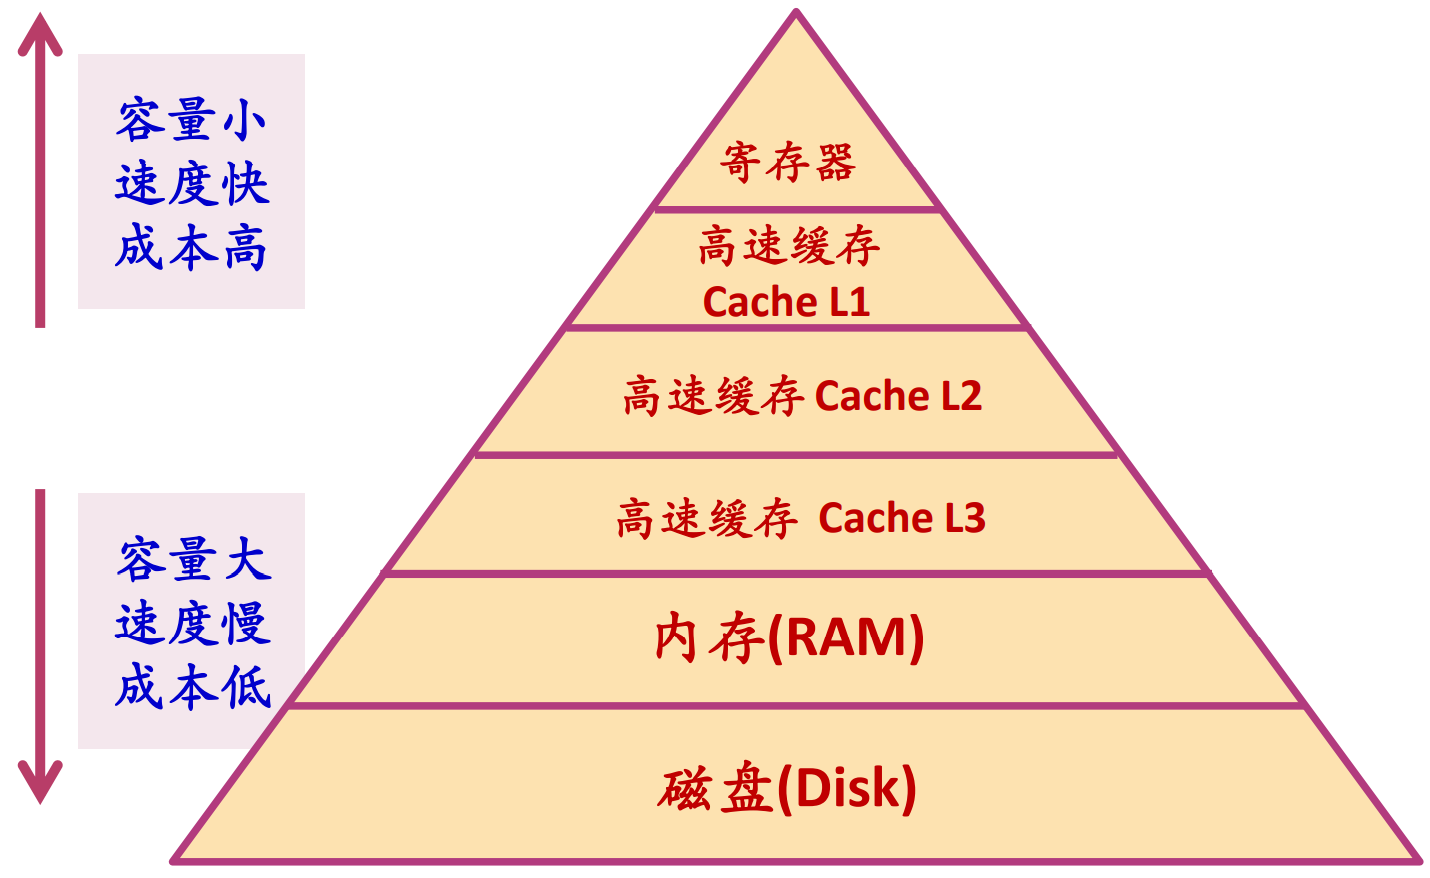 容量小
速度快
成本高
寄存器
高速缓存
Cache L1
高速缓存 Cache L2
高速缓存 Cache L3
容量大
速度慢
成本低
内存(RAM)
磁盘(Disk)